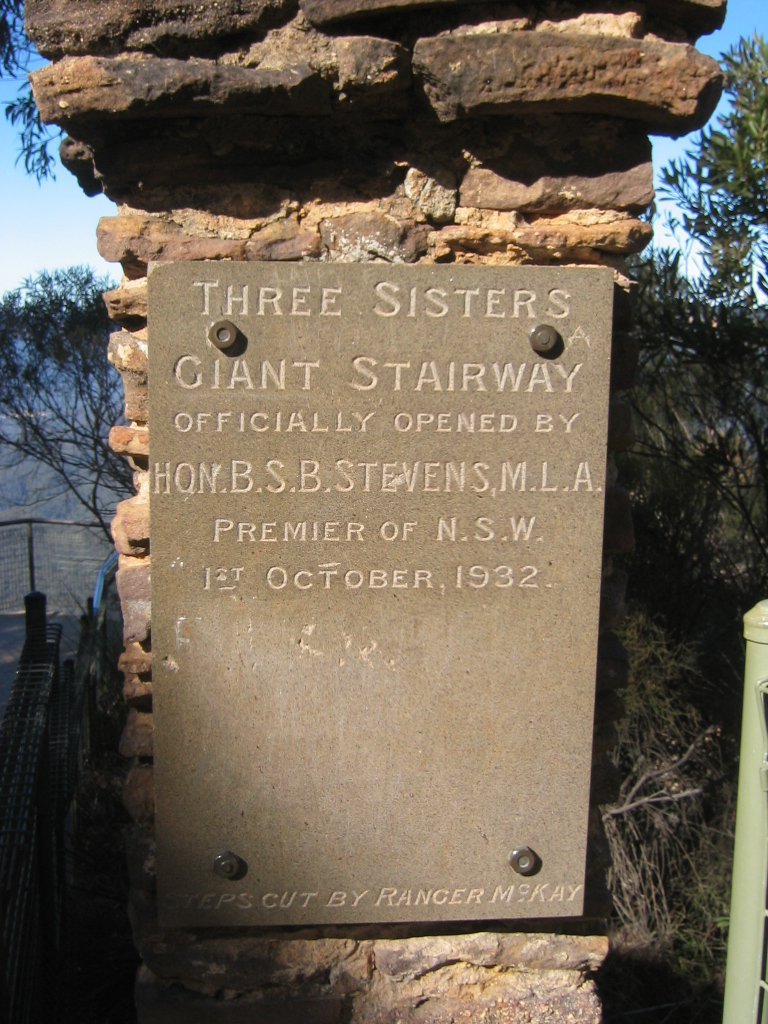 THREE SISTERS
GIANT STAIRWAY
OFFICIALLY OPENED BY
HON. B.S.B. STEVENS, M.L.A.
PREMIER OF N.S.W.
1ST OCTOBER, 1932.
STEPS CUT BY RANGER McKAY